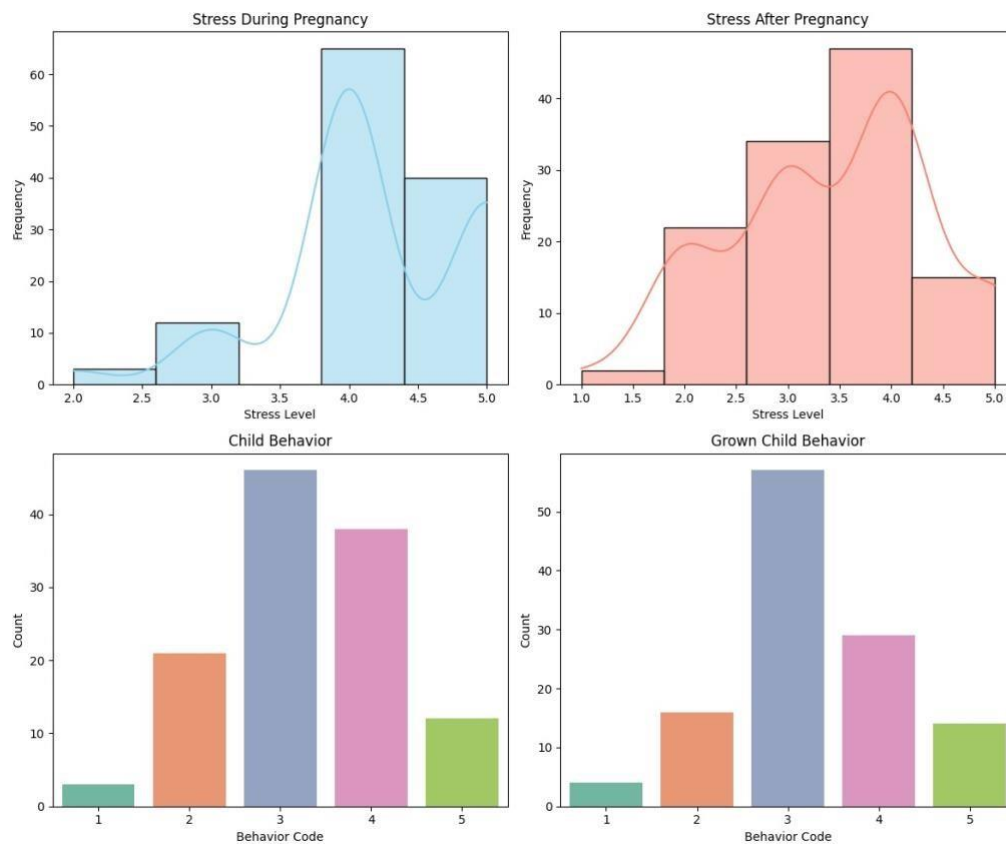 Stress During Pregnancy
60
50
40
30
20
10
0
Frequency
2.0 2.5 3.0 3.5 4.0 4.5 5.0
Stress Level
Stress After Pregnancy
40
30
20
10
0
Frequency
1.0 1.5 2.0 2.5 3.0 3.5 4.0 4.5 5.0
Stress Level
Child Behavior
40
30
20
10
0
Count
1 2 3 4 5
Behavior Code
Grown Child Behavior
50
40
30
20
10
0
Count
1 2 3 4 5
Behavior Code